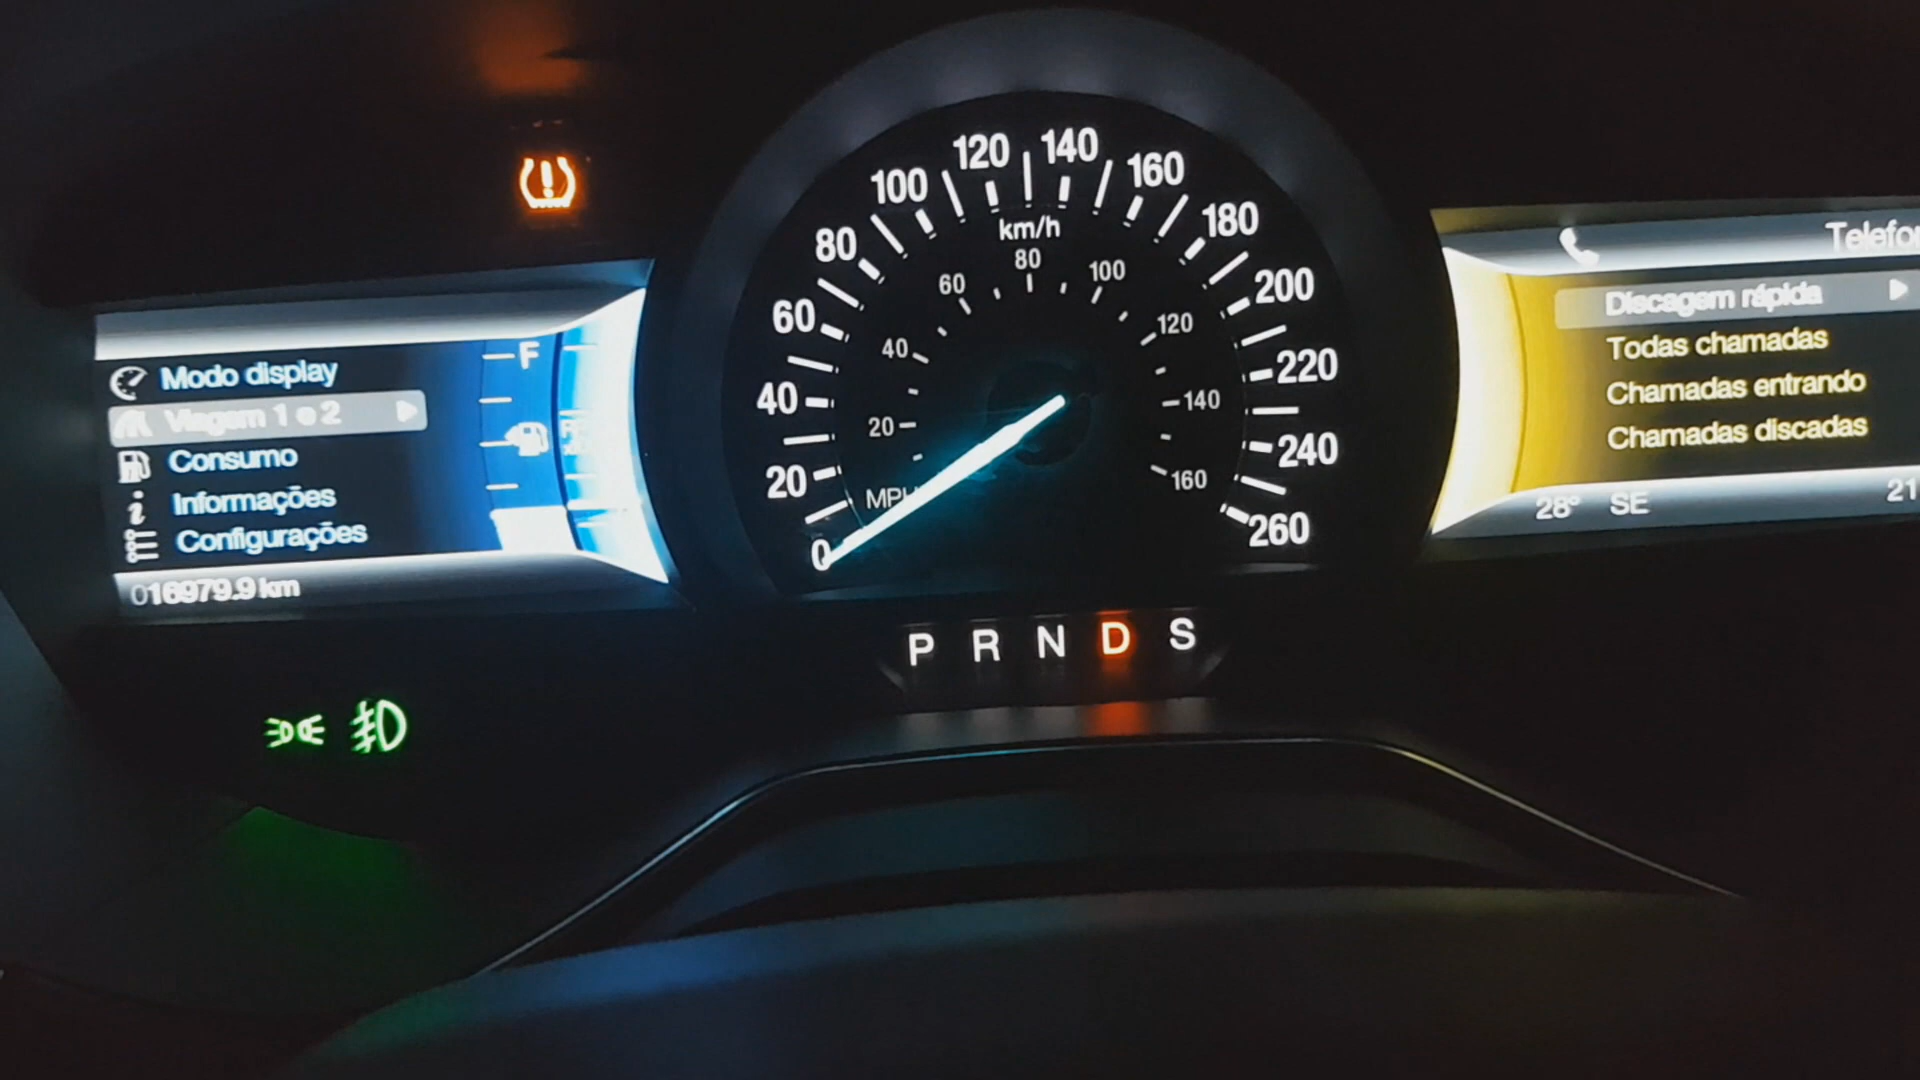 Modo display
Viagem 1 e 2
Consumo
Informações
Configurações
016979.9 km
F
0
20
40
60
80
100
120
140
160
180
200
220
240
260
km/h
MPH
20
40
60
80
100
120
140
160
P R N D S
Discagem rápida
Todas chamadas
Chamadas entrando
Chamadas discadas
28° SE
21